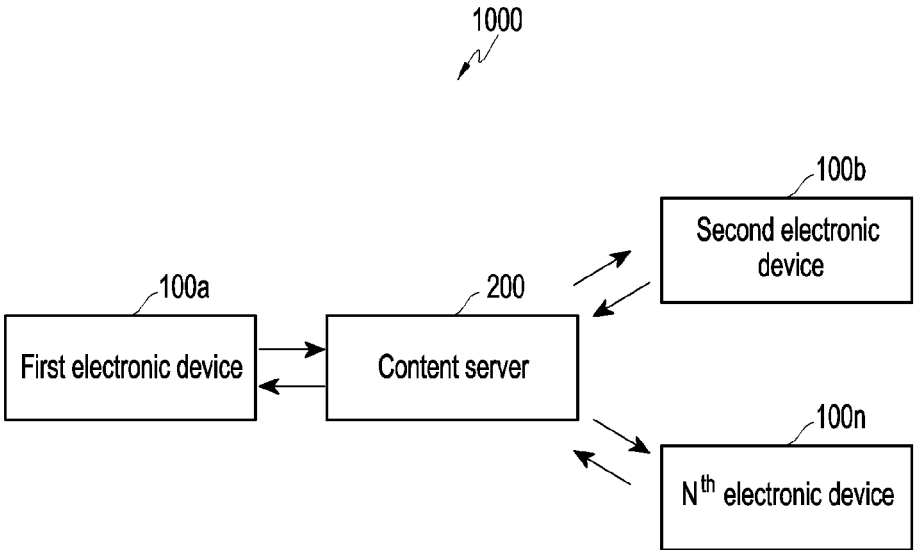 1000
100b
Second electronic
device
100a
First electronic device
200
Content server
100n
Nth electronic device